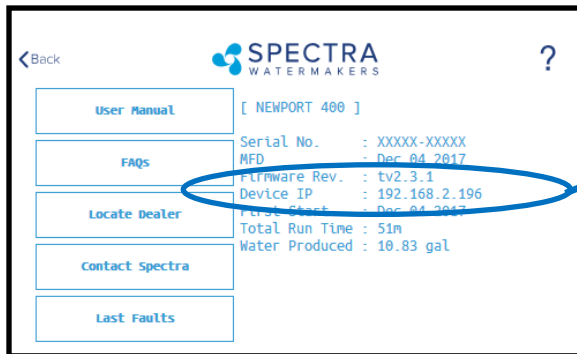 Back
SPECTRA
WATERMAKERS
?
User Manual
FAQs
Locate Dealer
Contact Spectra
Last Faults
[ NEWPORT 400 ]
Serial No. : XXXXX-XXXXX
MFD : Dec 04 2017
Firmware Rev. : tv2.3.1
Device IP : 192.168.2.196
First Start : Dec 04 2017
Total Run Time : 51m
Water Produced : 10.83 gal